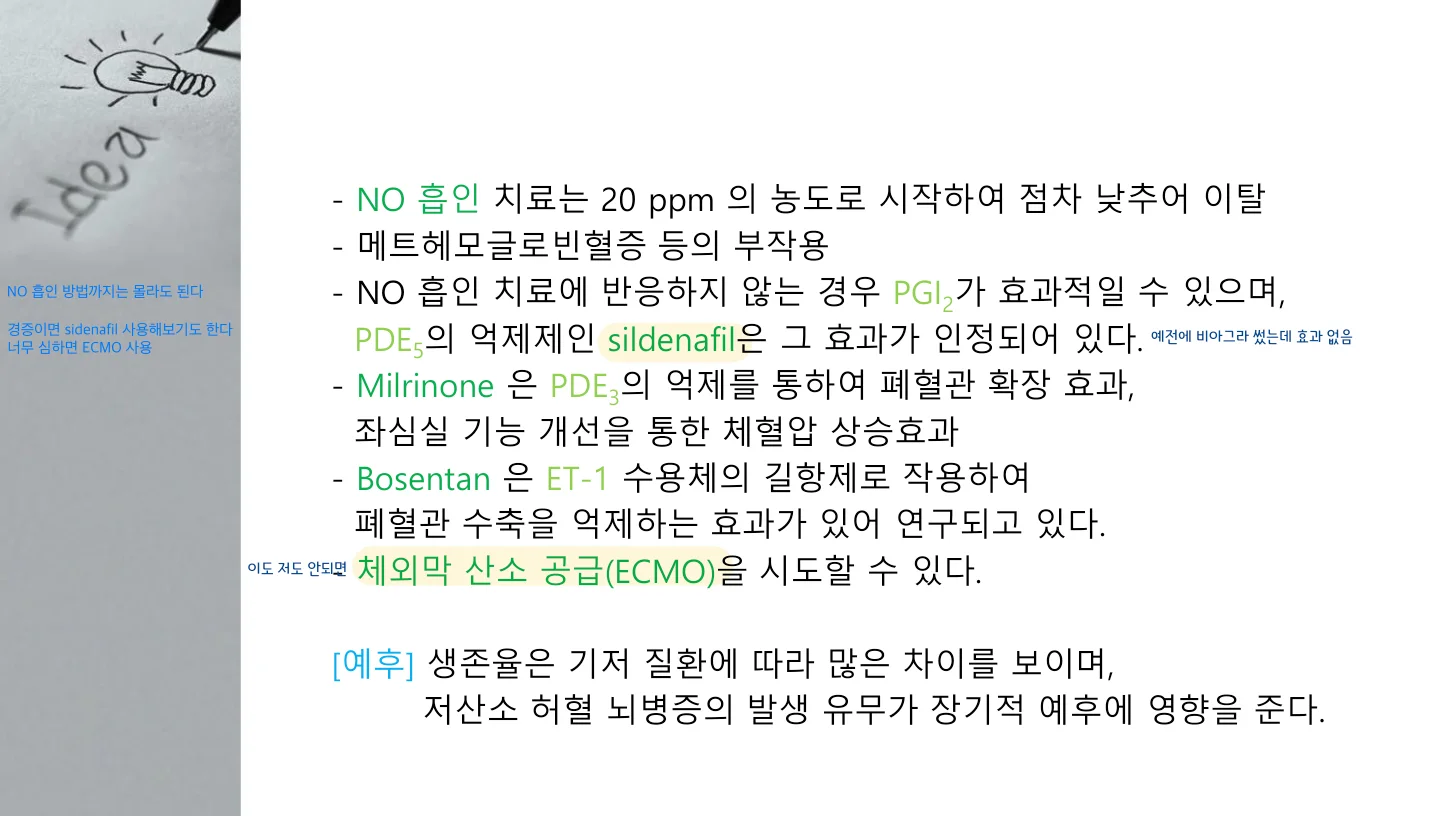 Idea
NO 흡인 방법까지는 몰라도 된다
경증이면 sidenafil 사용해보기도 한다
너무 심하면 ECMO 사용
- NO 흡인 치료는 20 ppm 의 농도로 시작하여 점차 낮추어 이탈
- 메트헤모글로빈혈증 등의 부작용
- NO 흡인 치료에 반응하지 않는 경우 PGI2가 효과적일 수 있으며,
PDE5의 억제제인 sildenafil은 그 효과가 인정되어 있다. 예전에 비아그라 썼는데 효과 없음
- Milrinone 은 PDE3의 억제를 통하여 폐혈관 확장 효과,
좌심실 기능 개선을 통한 체혈압 상승효과
- Bosentan 은 ET-1 수용체의 길항제로 작용하여
폐혈관 수축을 억제하는 효과가 있어 연구되고 있다.
이도 저도 안되면 - 체외막 산소 공급(ECMO)을 시도할 수 있다.
[예후] 생존율은 기저 질환에 따라 많은 차이를 보이며,
저산소 허혈 뇌병증의 발생 유무가 장기적 예후에 영향을 준다.